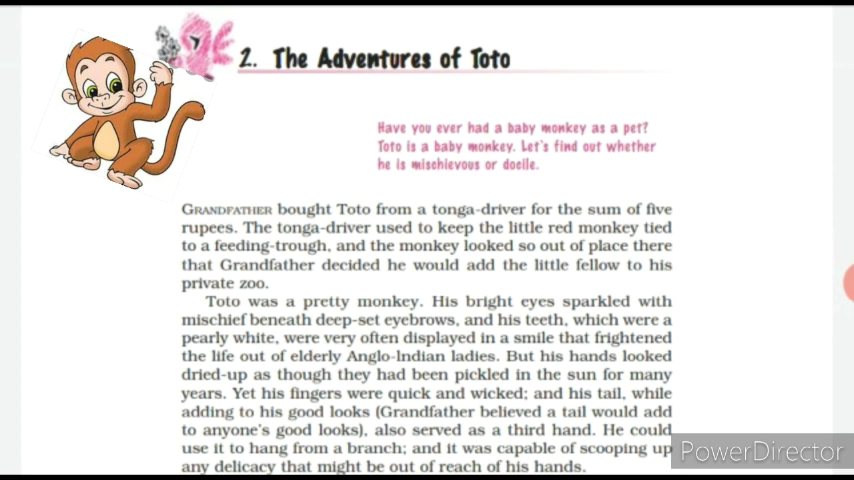 2. The Adventures of Toto
Have you ever had a baby monkey as a pet?
Toto is a baby monkey. Let's find out whether
he is mischievous or docile.
GRANDFATHER bought Toto from a tonga-driver for the sum of five
rupees. The tonga-driver used to keep the little red monkey tied
to a feeding-trough, and the monkey looked so out of place there
that Grandfather decided he would add the little fellow to his
private zoo.
Toto was a pretty monkey. His bright eyes sparkled with
mischief beneath deep-set eyebrows, and his teeth, which were a
pearly white, were very often displayed in a smile that frightened
the life out of elderly Anglo-Indian ladies. But his hands looked
dried-up as though they had been pickled in the sun for many
years. Yet his fingers were quick and wicked; and his tail, while
adding to his good looks (Grandfather believed a tail would add
to anyone's good looks), also served as a third hand. He could
use it to hang from a branch; and it was capable of scooping up
any delicacy that might be out of reach of his hands.
PowerDirector